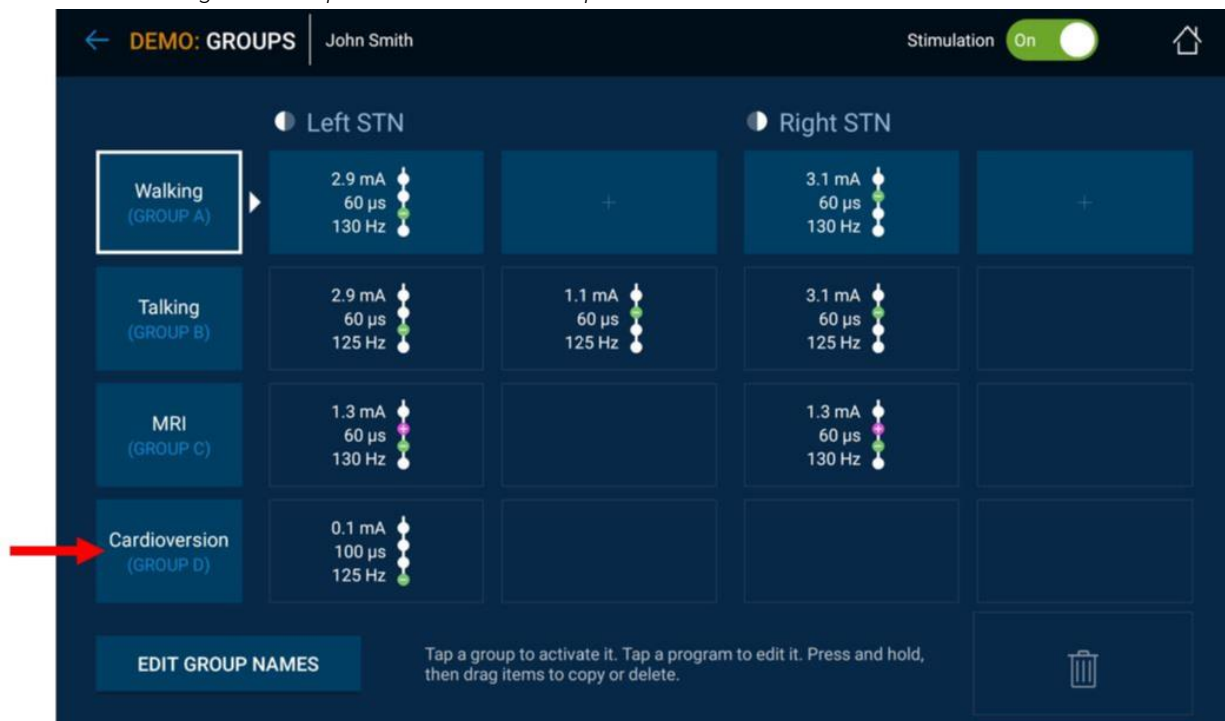 DEMO: GROUPS John Smith Stimulation On
Left STN Right STN
Walking
(GROUP A)
2.9 mA
60 µs
130 Hz
+
3.1 mA
60 µs
130 Hz
+
Talking
(GROUP B)
2.9 mA
60 µs
125 Hz
1.1 mA
60 µs
125 Hz
3.1 mA
60 µs
125 Hz
MRI
(GROUP C)
1.3 mA
60 µs
130 Hz
1.3 mA
60 µs
130 Hz
Cardioversion
(GROUP D)
0.1 mA
100 µs
125 Hz
EDIT GROUP NAMES
Tap a group to activate it. Tap a program to edit it. Press and hold,
then drag items to copy or delete.